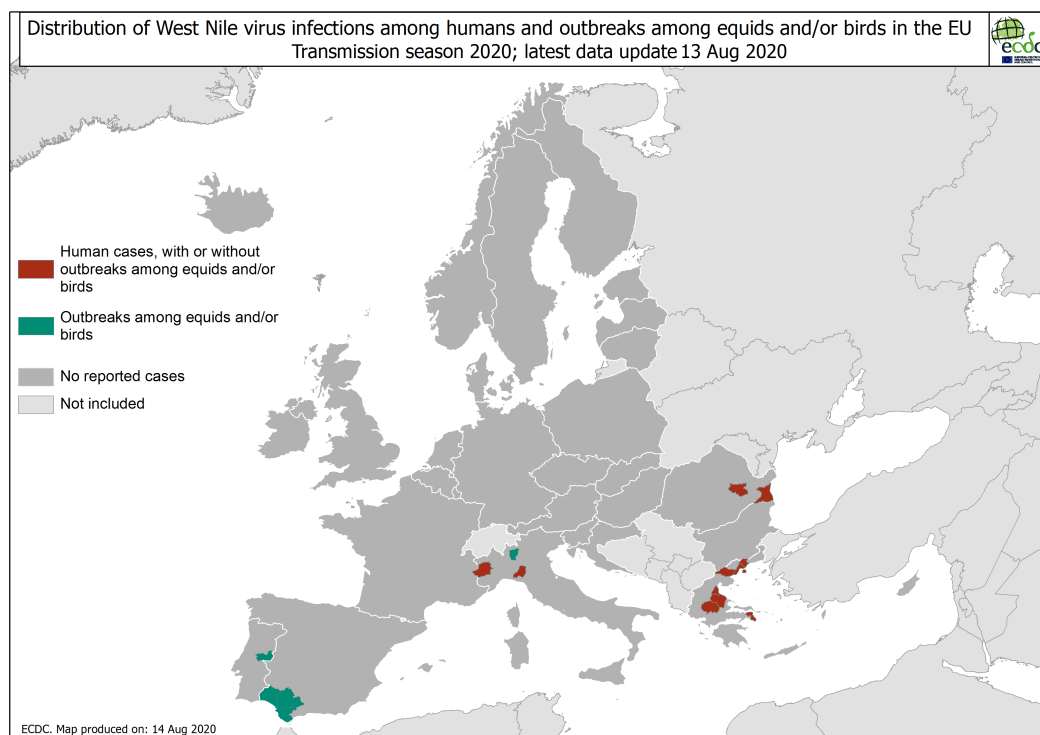 Distribution of West Nile virus infections among humans and outbreaks among equids and/or birds in the EU
Transmission season 2020; latest data update 13 Aug 2020
ecdc
Human cases, with or without
outbreaks among equids and/or
birds
Outbreaks among equids and/or
birds
No reported cases
Not included
ECDC. Map produced on: 14 Aug 2020